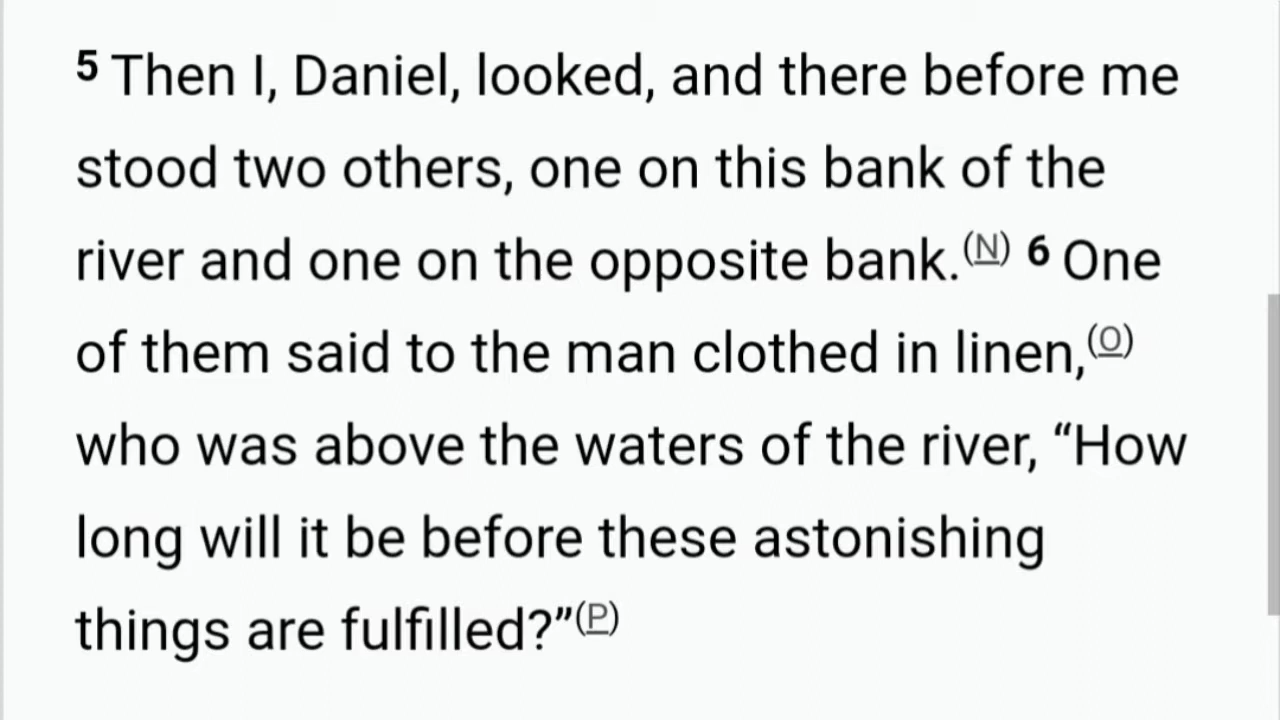 5 Then I, Daniel, looked, and there before me
stood two others, one on this bank of the
river and one on the opposite bank.(N) 6 One
of them said to the man clothed in linen,(O)
who was above the waters of the river, “How
long will it be before these astonishing
things are fulfilled?”(P)